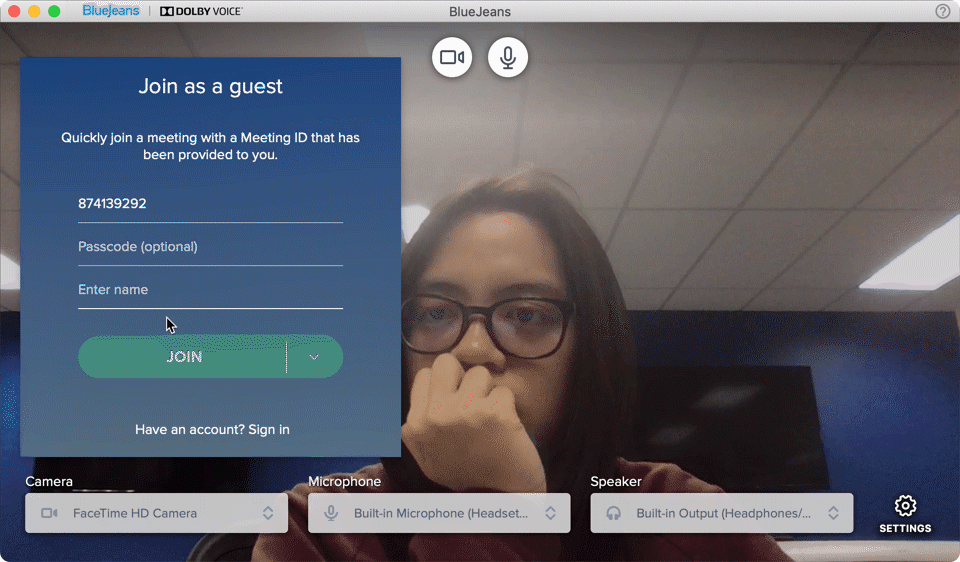 BlueJeans | DOLBY VOICE®
BlueJeans
?
Join as a guest
Quickly join a meeting with a Meeting ID that has
been provided to you.
874139292
Passcode (optional)
Enter name
JOIN
Have an account? Sign in
Camera
Microphone
Speaker
FaceTime HD Camera
Built-in Microphone (Headset...
Built-in Output (Headphones/...
SETTINGS